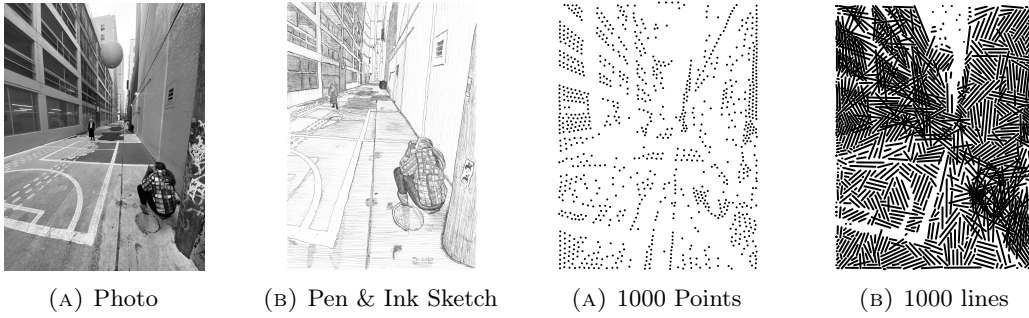 (A) Photo
(B) Pen & Ink Sketch
(A) 1000 Points
(B) 1000 lines